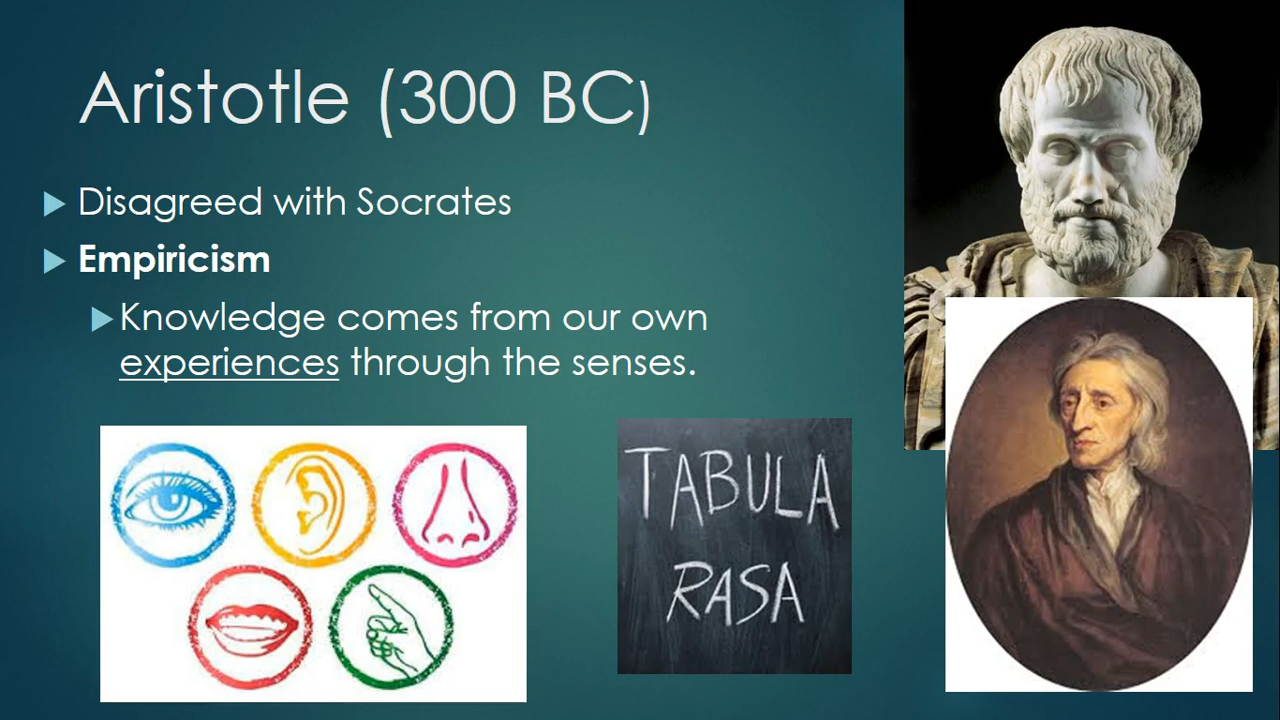 Aristotle (300 BC)
Disagreed with Socrates
Empiricism
Knowledge comes from our own
experiences through the senses.
TABULA
RASA